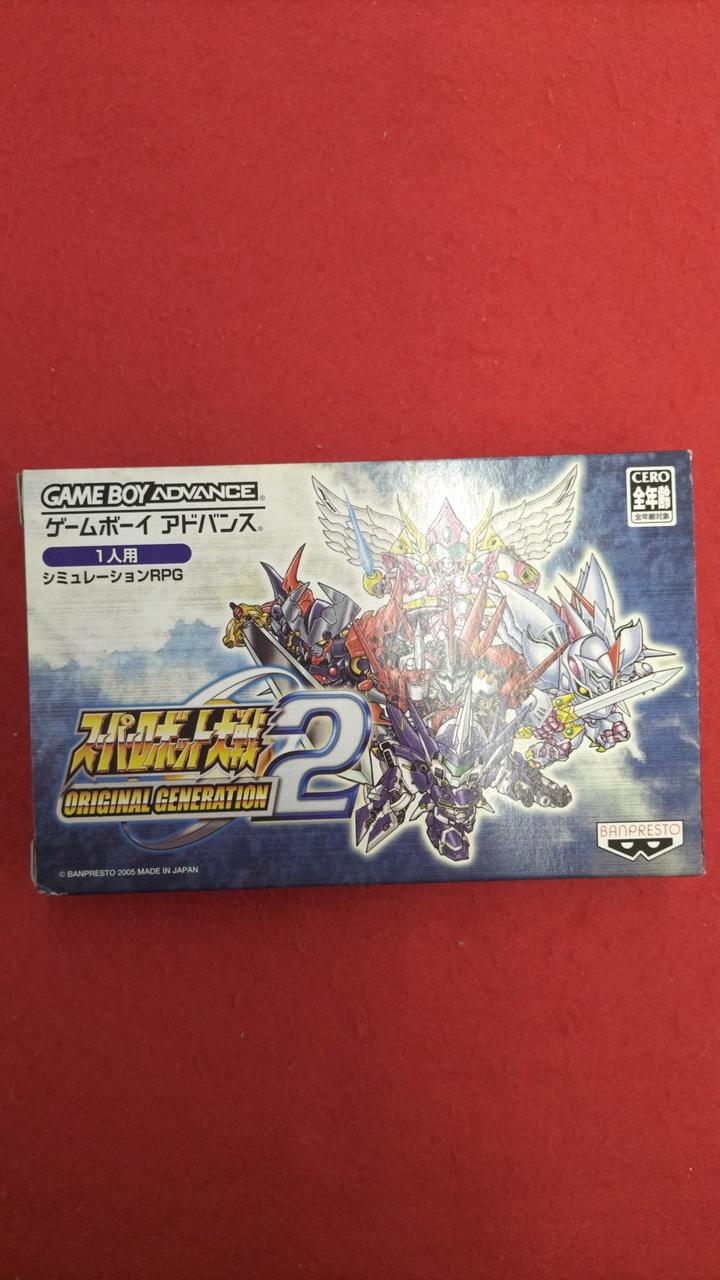 GAME BOY ADVANCE
ゲームボーイ アドバンス
1人用
シミュレーションRPG
CERO
全年齢
全年齢対象
スーパーロボット大戦
ORIGINAL GENERATION
2
BANPRESTO
© BANPRESTO 2005 MADE IN JAPAN